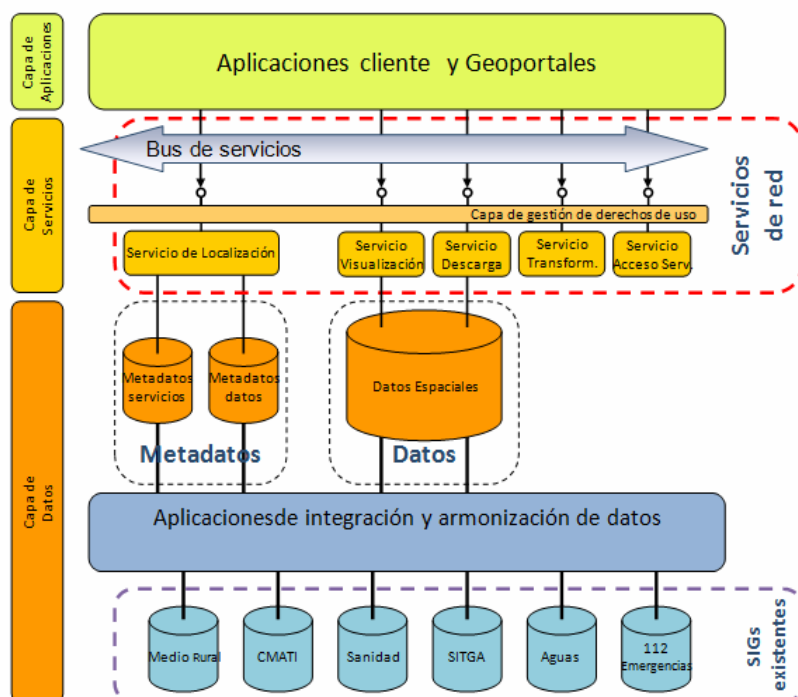 Capa de
Aplicaciones
Aplicaciones cliente y Geoportales
Capa de
Servicios
Bus de servicios
Servicios
de red
Capa de gestión de derechos de uso
Servicio de Localización
Servicio
Visualización
Servicio
Descarga
Servicio
Transform.
Servicio
Acceso Serv.
Capa de
Datos
Metadatos
servicios
Metadatos
datos
Datos Espaciales
Metadatos
Datos
Aplicacionesde integración y armonización de datos
Medio Rural
CMATI
Sanidad
SITGA
Aguas
112
Emergencias
SIGs
existentes